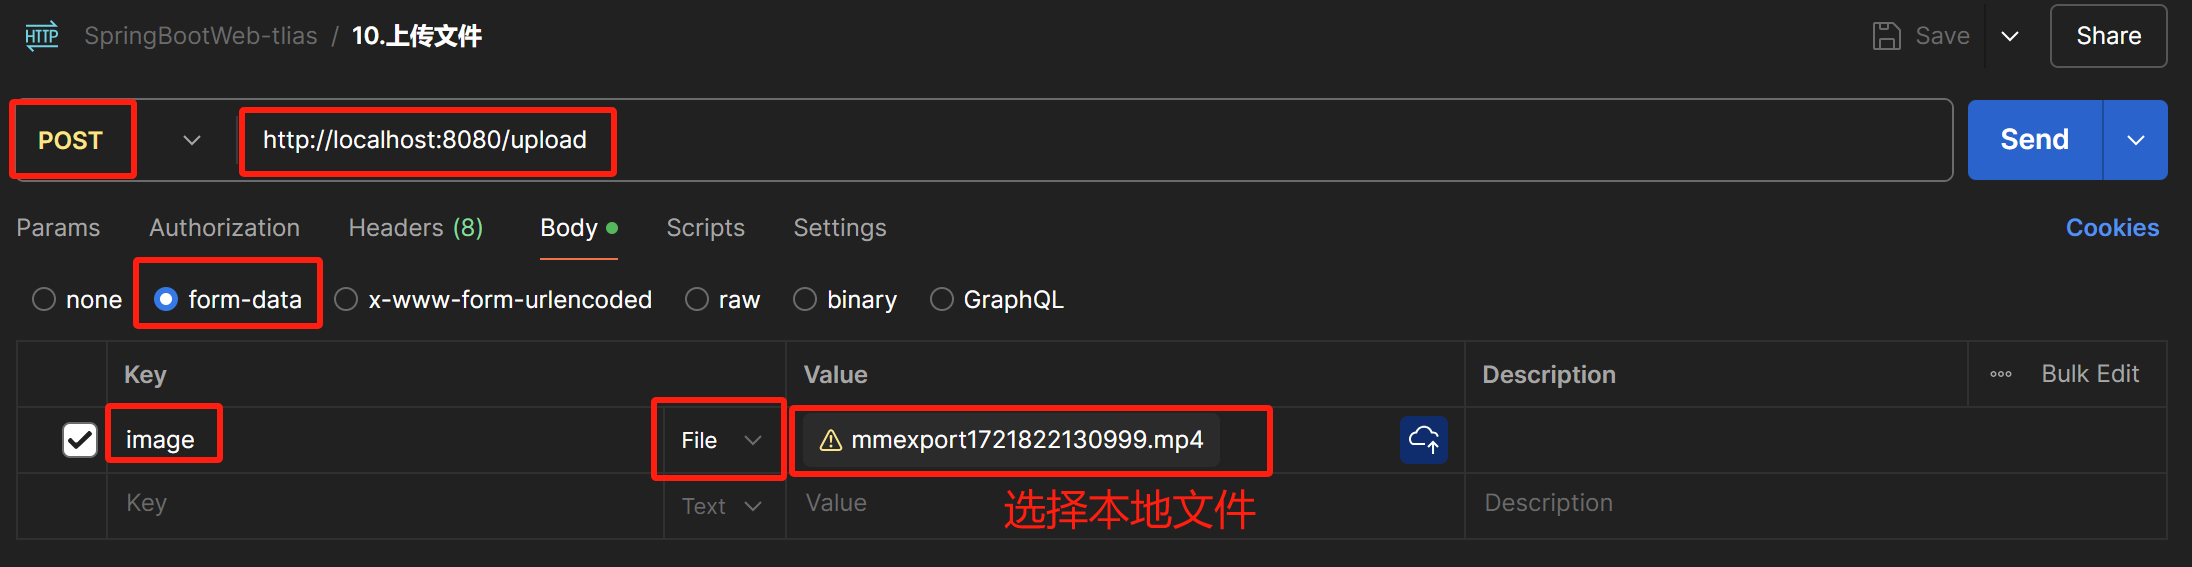 HTTP SpringBootWeb-tlias / 10.上传文件 Save Share
POST http://localhost:8080/upload Send
Params Authorization Headers (8) Body Scripts Settings Cookies
none form-data x-www-form-urlencoded raw binary GraphQL
Key Value Description Bulk Edit
image File mmexport1721822130999.mp4
Key Text Value Description
选择本地文件